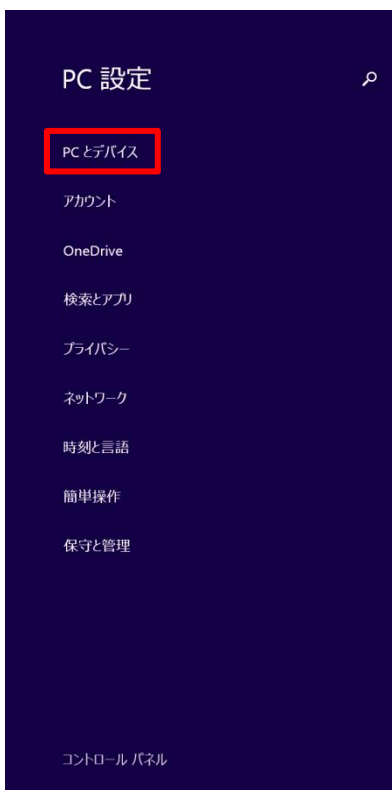 PC 設定
PC とデバイス
アカウント
OneDrive
検索とアプリ
プライバシー
ネットワーク
時刻と言語
簡単操作
保守と管理
コントロール パネル